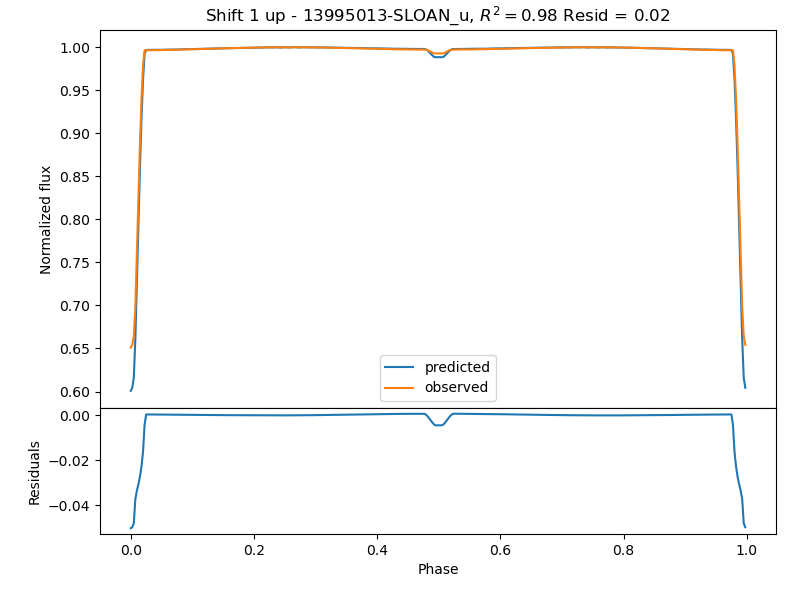 Shift 1 up - 13995013-SLOAN_u, R² = 0.98 Resid = 0.02
1.00
0.95
0.90
0.85
0.80
0.75
0.70
0.65
0.60
Normalized flux
predicted
observed
0.00
−0.02
−0.04
Residuals
0.0 0.2 0.4 0.6 0.8 1.0
Phase